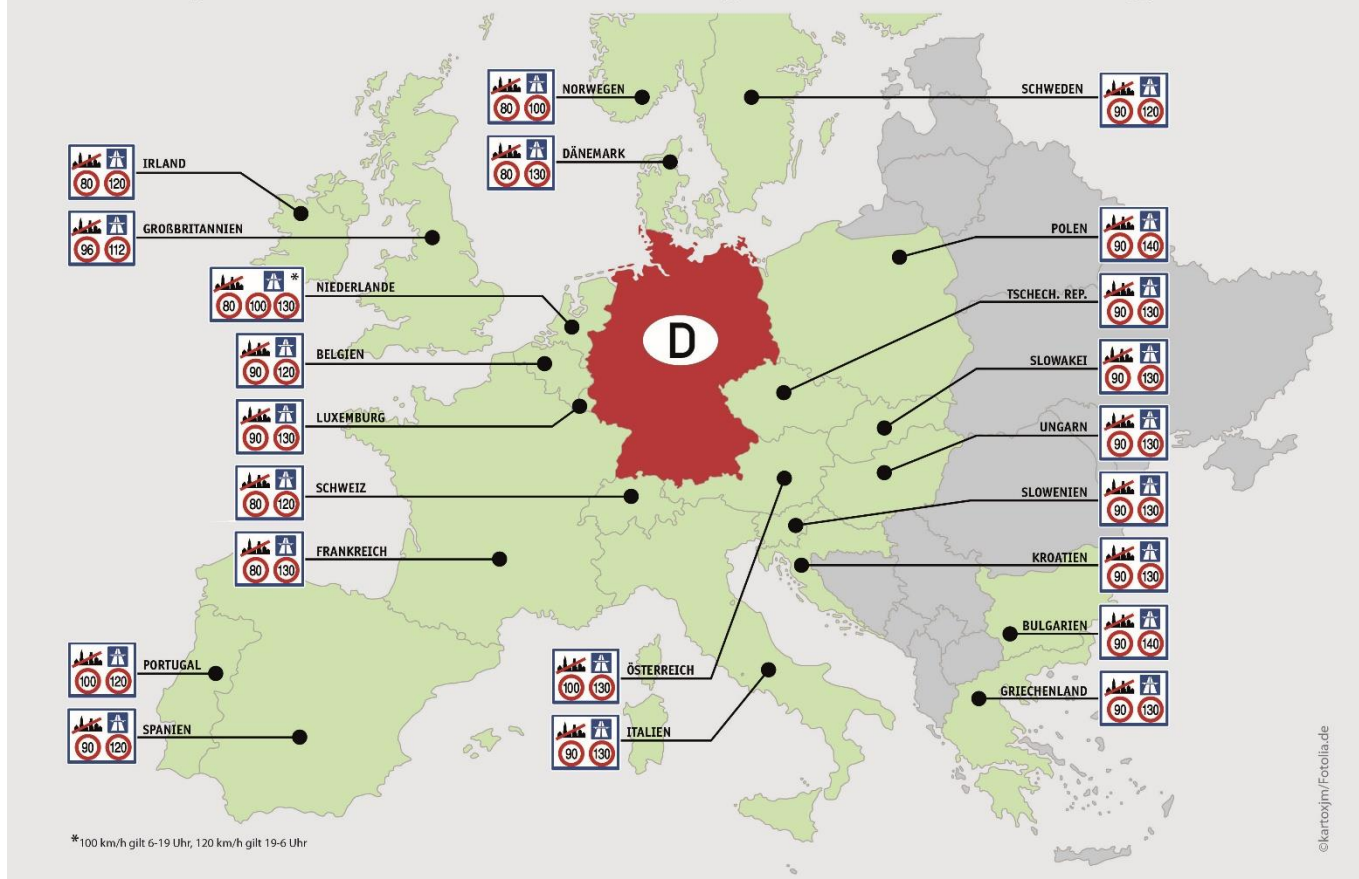 NORWEGEN
80 100
SCHWEDEN
90 120
DÄNEMARK
80 130
IRLAND
80 120
GROßBRITANNIEN
96 112
POLEN
90 140
NIEDERLANDE
*
80 100 130
TSCHECH. REP.
90 130
BELGIEN
90 120
SLOWAKEI
90 130
LUXEMBURG
90 130
UNGARN
90 130
SCHWEIZ
80 120
SLOWENIEN
90 130
FRANKREICH
80 130
KROATIEN
90 130
BULGARIEN
90 140
PORTUGAL
100 120
ÖSTERREICH
100 130
GRIECHENLAND
90 130
SPANIEN
90 120
ITALIEN
90 130
D
*100 km/h gilt 6-19 Uhr, 120 km/h gilt 19-6 Uhr
©kartoxjm/Fotolia.de